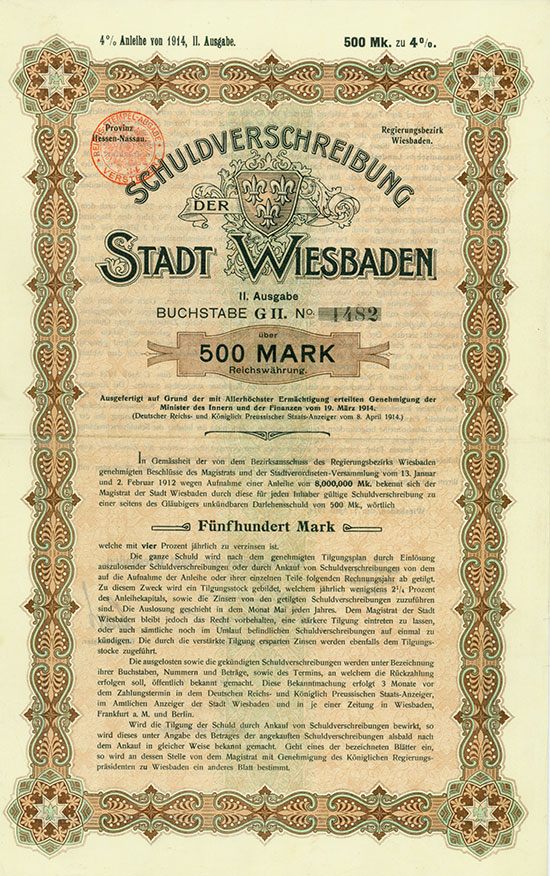 4% Anleihe von 1914, II. Ausgabe.
500 Mk. zu 4%.
Provinz
Hessen-Nassau.
Regierungsbezirk
Wiesbaden.
REICHSSTEMPEL-ABGABE
VERSTEUERT
SCHULDVERSCHREIBUNG
DER
STADT WIESBADEN
II. Ausgabe
BUCHSTABE G II. No. 1482
über
500 MARK
Reichswährung.
Ausgefertigt auf Grund der mit Allerhöchster Ermächtigung erteilten Genehmigung der
Minister des Innern und der Finanzen vom 19. März 1914.
(Deutscher Reichs- und Königlich Preussischer Staats-Anzeiger vom 8. April 1914.)
In Gemässheit der von dem Bezirksausschuss des Regierungsbezirks Wiesbaden
genehmigten Beschlüsse des Magistrats und der Stadtverordneten-Versammlung vom 13. Januar
und 2. Februar 1912 wegen Aufnahme einer Anleihe von 8,000,000 Mk. bekennt sich der
Magistrat der Stadt Wiesbaden durch diese für jeden Inhaber gültige Schuldverschreibung zu
einer seitens des Gläubigers unkündbaren Darlehensschuld von 500 Mk., wörtlich
Fünfhundert Mark
welche mit vier Prozent jährlich zu verzinsen ist.
Die ganze Schuld wird nach dem genehmigten Tilgungsplan durch Einlösung
auszulosender Schuldverschreibungen oder durch Ankauf von Schuldverschreibungen von dem
auf die Aufnahme der Anleihe oder ihrer einzelnen Teile folgenden Rechnungsjahr ab getilgt.
Zu diesem Zweck wird ein Tilgungsstock gebildet, welchem jährlich wenigstens 2¼ Prozent
des Anleihekapitals, sowie die Zinsen von den getilgten Schuldverschreibungen zuzuführen
sind. Die Auslosung geschieht in dem Monat Mai jeden Jahres. Dem Magistrat der Stadt
Wiesbaden bleibt jedoch das Recht vorbehalten, eine stärkere Tilgung eintreten zu lassen,
oder auch sämtliche noch im Umlauf befindlichen Schuldverschreibungen auf einmal zu
kündigen. Die durch die verstärkte Tilgung ersparten Zinsen werden ebenfalls dem Tilgungs-
stocke zugeführt.
Die ausgelosten sowie die gekündigten Schuldverschreibungen werden unter Bezeichnung
ihrer Buchstaben, Nummern und Beträge, sowie des Termins, an welchem die Rückzahlung
erfolgen soll, öffentlich bekannt gemacht. Diese Bekanntmachung erfolgt 3 Monate vor
dem Zahlungstermin in dem Deutschen Reichs- und Königlich Preussischen Staats-Anzeiger,
im Amtlichen Anzeiger der Stadt Wiesbaden und in je einer Zeitung in Wiesbaden,
Frankfurt a. M. und Berlin.
Wird die Tilgung der Schuld durch Ankauf von Schuldverschreibungen bewirkt, so
wird dieses unter Angabe des Betrages der angekauften Schuldverschreibungen alsbald nach
dem Ankauf in gleicher Weise bekannt gemacht. Geht eines der bezeichneten Blätter ein,
so wird an dessen Stelle von dem Magistrat mit Genehmigung des Königlichen Regierungs-
präsidenten zu Wiesbaden ein anderes Blatt bestimmt.